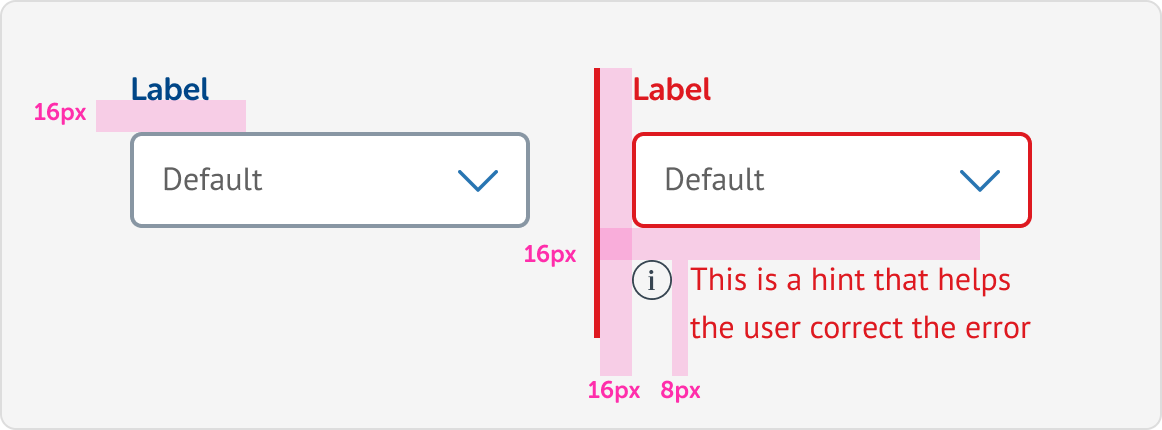 Label
16px
Default
Label
Default
16px
i
This is a hint that helps
the user correct the error
16px
8px